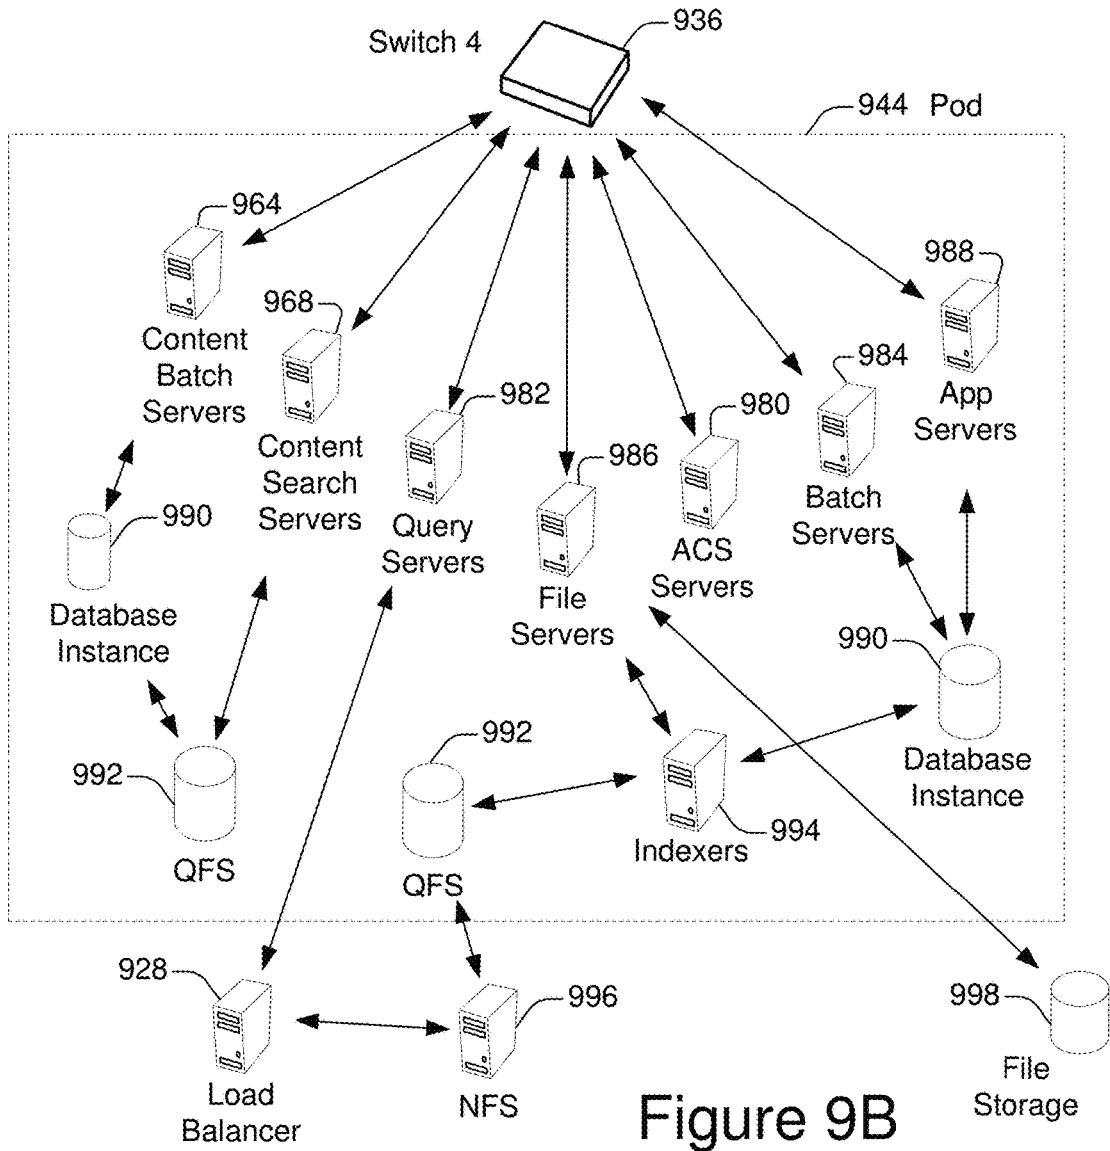 Switch 4
936
944 Pod
964
Content
Batch
Servers
968
Content
Search
Servers
982
Query
Servers
986
File
Servers
980
ACS
Servers
984
Batch
Servers
988
App
Servers
990
Database
Instance
990
Database
Instance
992
QFS
992
QFS
994
Indexers
928
Load
Balancer
996
NFS
998
File
Storage
Figure 9B